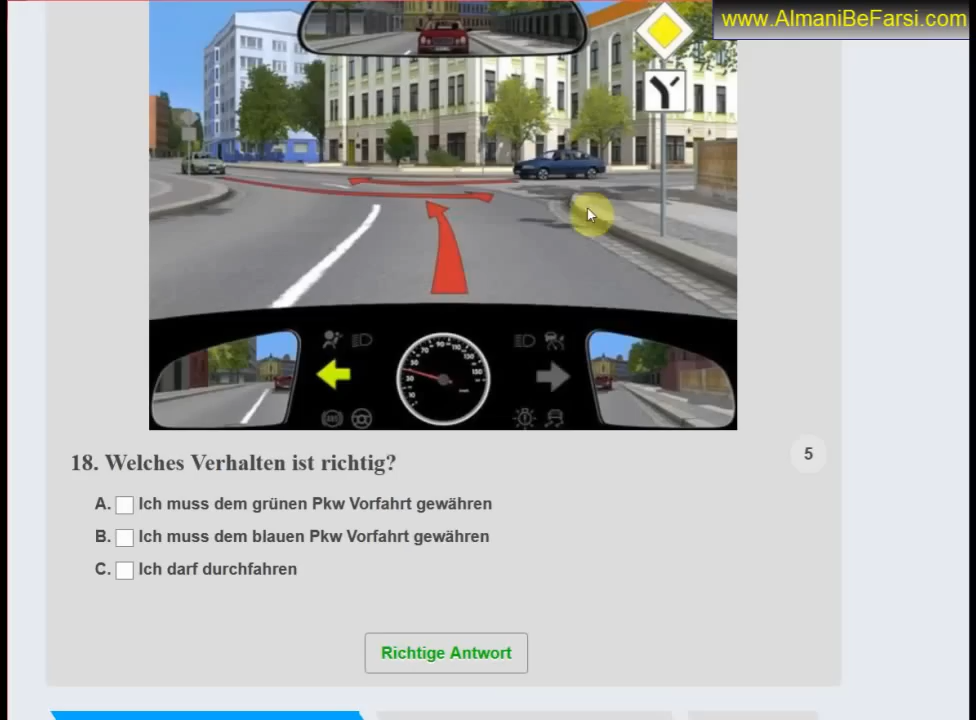 www.AlmaniBeFarsi.com
18. Welches Verhalten ist richtig?
5
A. Ich muss dem grünen Pkw Vorfahrt gewähren
B. Ich muss dem blauen Pkw Vorfahrt gewähren
C. Ich darf durchfahren
Richtige Antwort